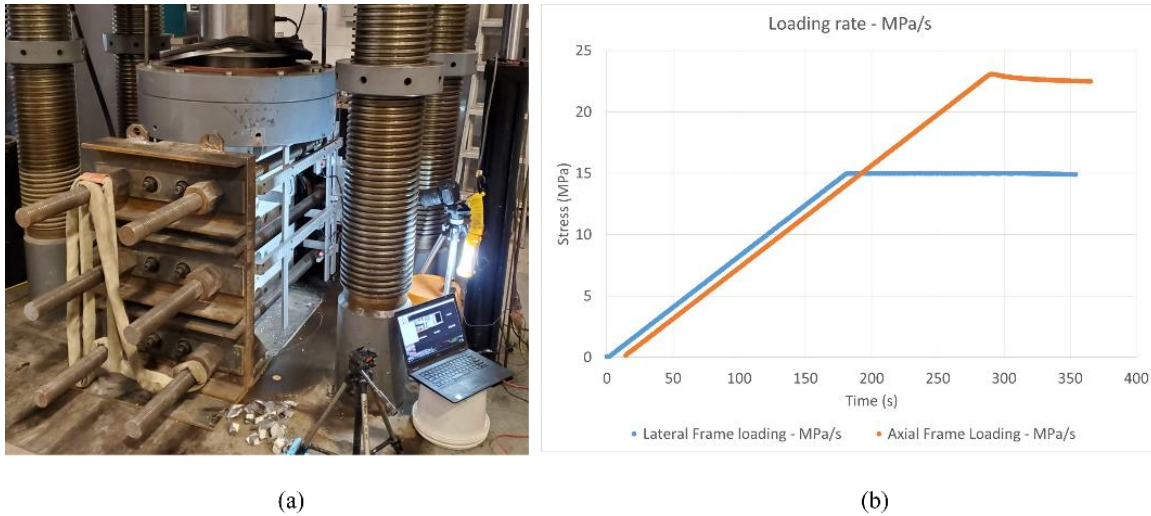 Loading rate - MPa/s
25
20
15
10
5
0
Stress (MPa)
0 50 100 150 200 250 300 350 400
Time (s)
Lateral Frame loading - MPa/s Axial Frame Loading - MPa/s
(a) (b)